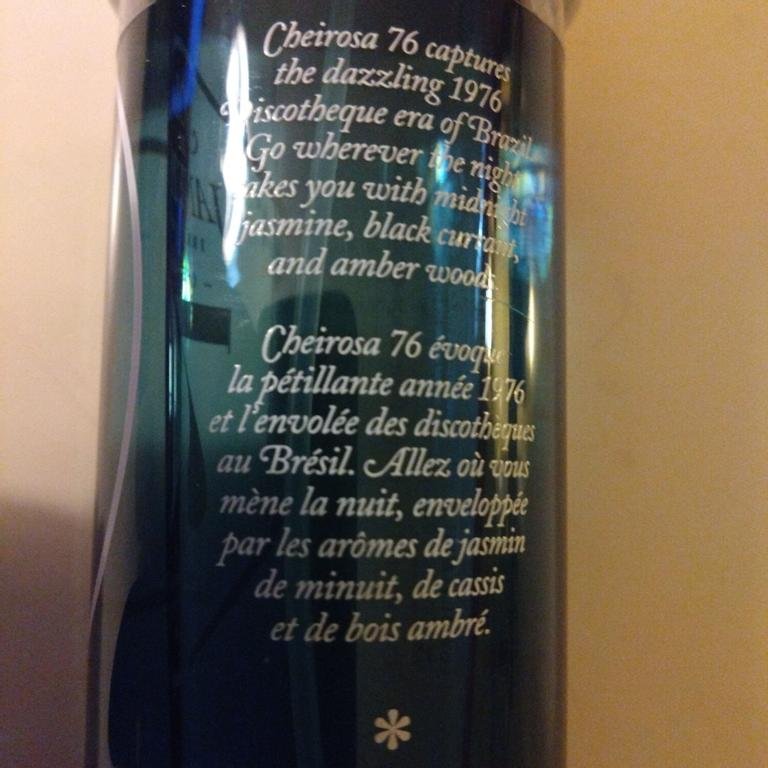 Cheirosa 76 captures
the dazzling 1976
Discotheque era of Brazil.
Go wherever the night
takes you with midnight
jasmine, black currant,
and amber woods.
Cheirosa 76 évoque
la pétillante année 1976
et l'envolée des discothèques
au Brésil. Allez où vous
mène la nuit, enveloppée
par les arômes de jasmin
de minuit, de cassis
et de bois ambré.
*